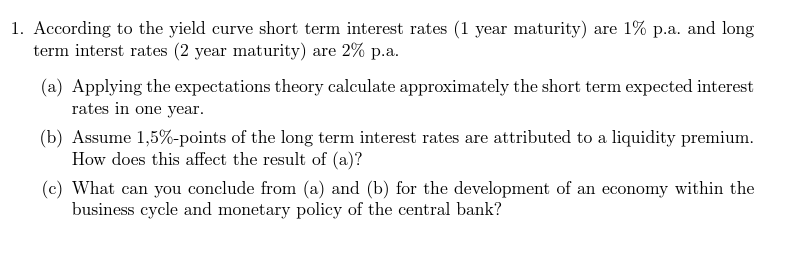 1. According to the yield curve short term interest rates (1 year maturity) are 1% p.a. and long
term interst rates (2 year maturity) are 2% p.a.
(a) Applying the expectations theory calculate approximately the short term expected interest
rates in one year.
(b) Assume 1,5%-points of the long term interest rates are attributed to a liquidity premium.
How does this affect the result of (a)?
(c) What can you conclude from (a) and (b) for the development of an economy within the
business cycle and monetary policy of the central bank?